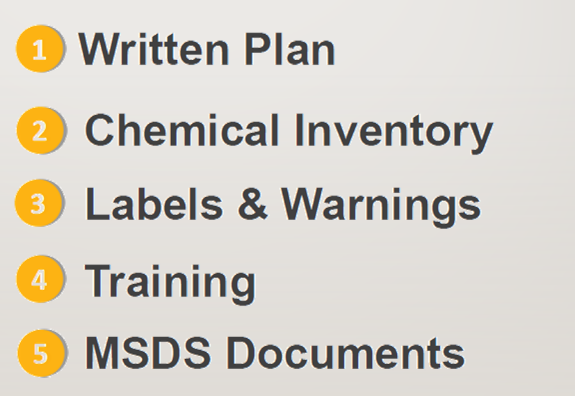 1 Written Plan
2 Chemical Inventory
3 Labels & Warnings
4 Training
5 MSDS Documents